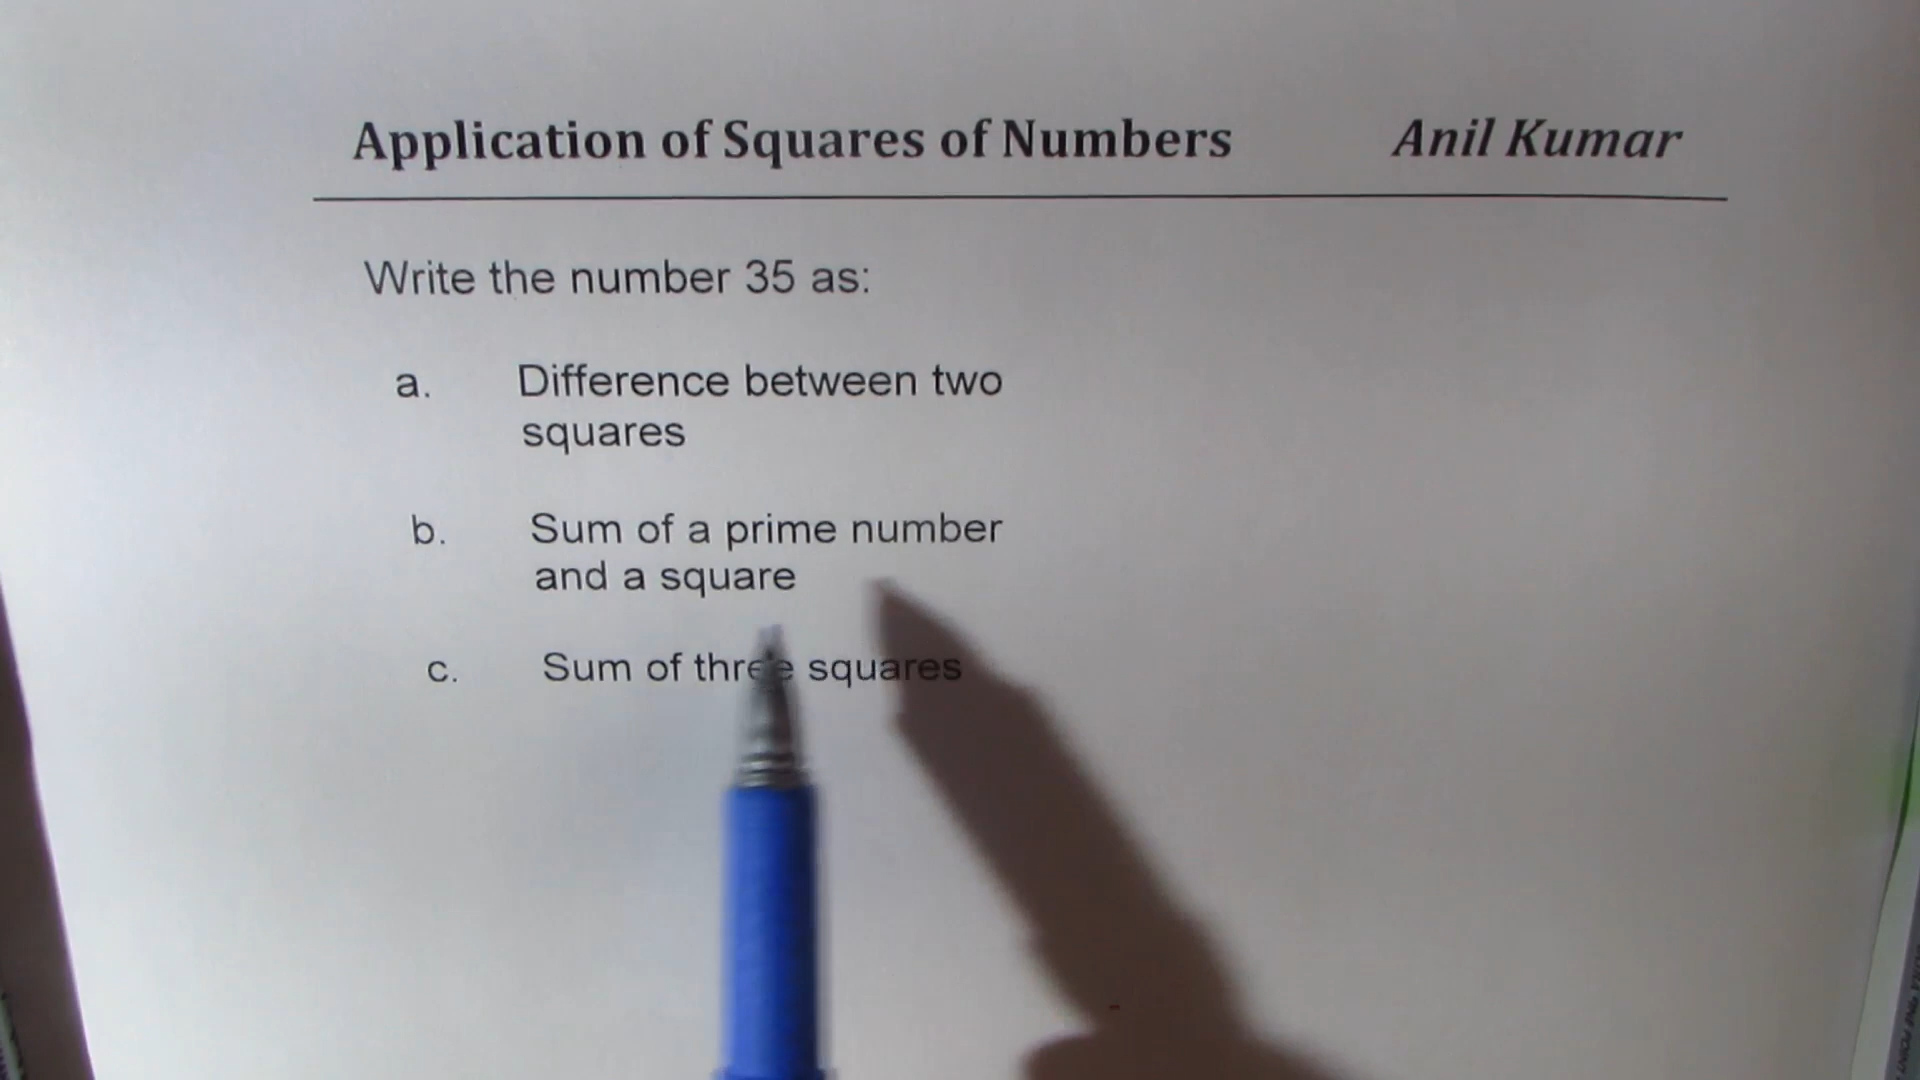 Application of Squares of Numbers Anil Kumar
Write the number 35 as:
a. Difference between two
squares
b. Sum of a prime number
and a square
c. Sum of three squares